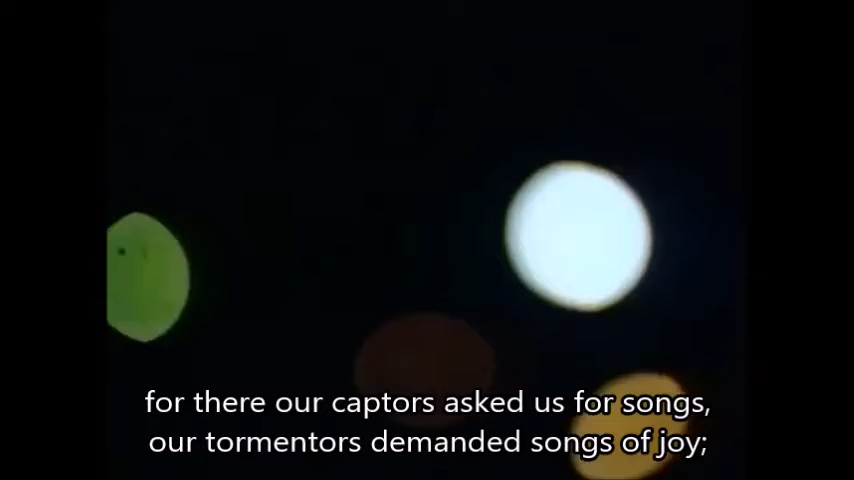 for there our captors asked us for songs,
our tormentors demanded songs of joy;